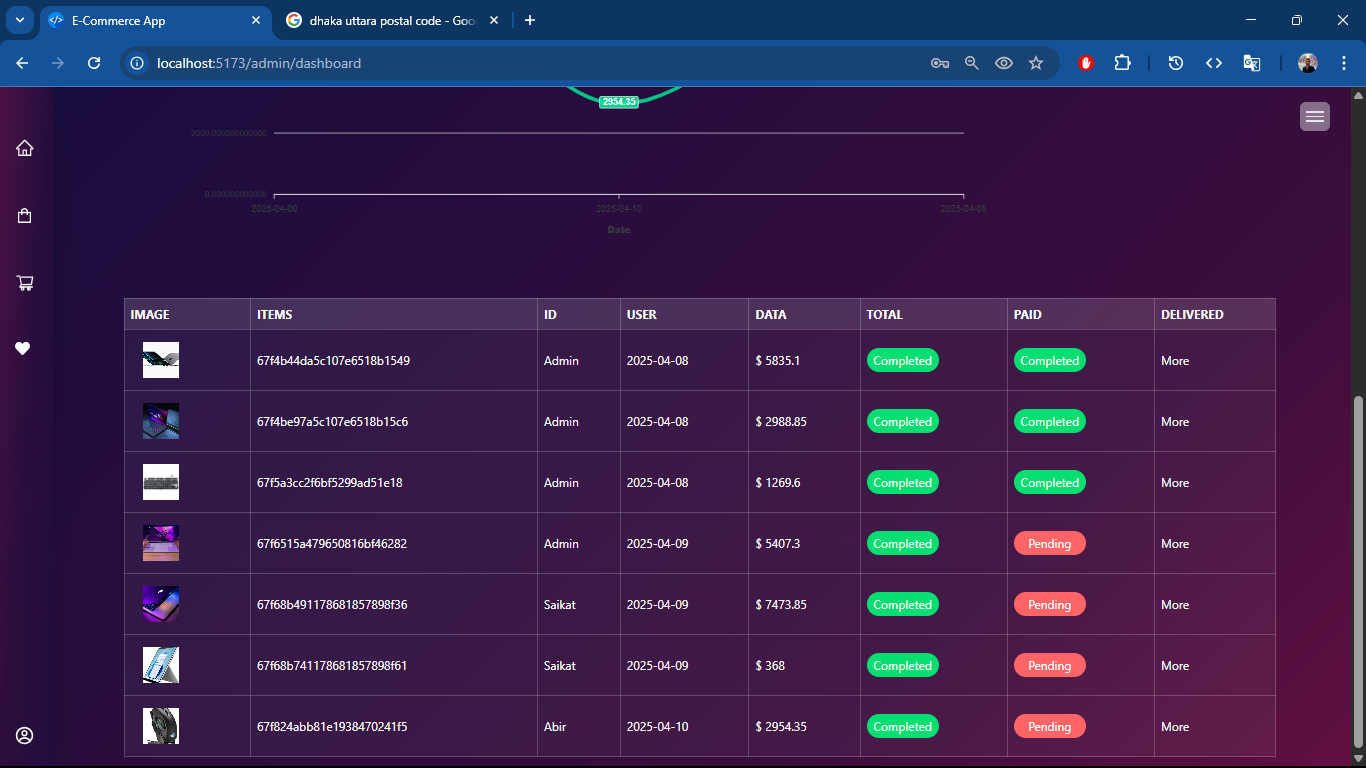 E-Commerce App
dhaka uttara postal code - Goo
localhost:5173/admin/dashboard
2954.35
2000.000000000000
0.000000000000
2025-04-09 2025-04-10 2025-04-08
Date
IMAGE ITEMS ID USER DATA TOTAL PAID DELIVERED
67f4b44da5c107e6518b1549 Admin 2025-04-08 $ 5835.1 Completed Completed More
67f4be97a5c107e6518b15c6 Admin 2025-04-08 $ 2988.85 Completed Completed More
67f5a3cc2f6bf5299ad51e18 Admin 2025-04-08 $ 1269.6 Completed Completed More
67f6515a479650816bf46282 Admin 2025-04-09 $ 5407.3 Completed Pending More
67f68b491178681857898f36 Saikat 2025-04-09 $ 7473.85 Completed Pending More
67f68b741178681857898f61 Saikat 2025-04-09 $ 368 Completed Pending More
67f824abb81e1938470241f5 Abir 2025-04-10 $ 2954.35 Completed Pending More